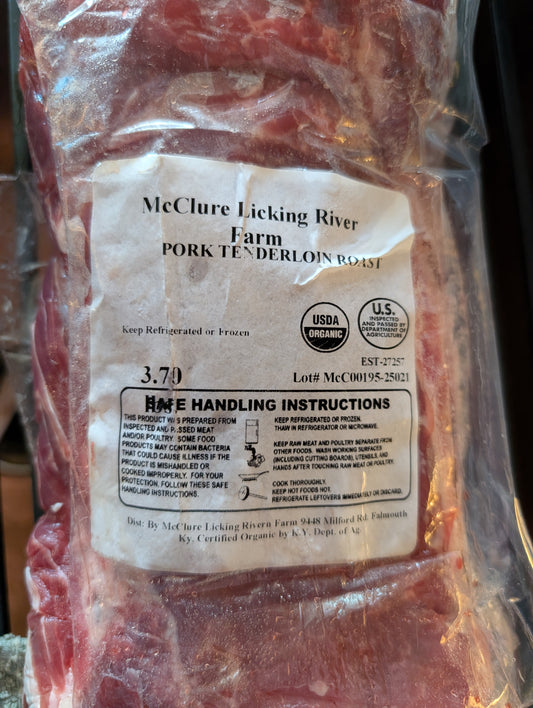 McClure Licking River
Farm
PORK TENDERLOIN ROAST
Keep Refrigerated or Frozen
USDA
ORGANIC
U.S.
INSPECTED
AND PASSED BY
DEPARTMENT OF
AGRICULTURE
EST-27257
3.70
Lot# McC00195-25021
SAFE HANDLING INSTRUCTIONS
THIS PRODUCT WAS PREPARED FROM
INSPECTED AND PASSED MEAT
AND/OR POULTRY. SOME FOOD
PRODUCTS MAY CONTAIN BACTERIA
THAT COULD CAUSE ILLNESS IF THE
PRODUCT IS MISHANDLED OR
COOKED IMPROPERLY. FOR YOUR
PROTECTION, FOLLOW THESE SAFE
HANDLING INSTRUCTIONS.
KEEP REFRIGERATED OR FROZEN.
THAW IN REFRIGERATOR OR MICROWAVE.
KEEP RAW MEAT AND POULTRY SEPARATE FROM
OTHER FOODS. WASH WORKING SURFACES
(INCLUDING CUTTING BOARDS), UTENSILS, AND
HANDS AFTER TOUCHING RAW MEAT OR POULTRY.
COOK THOROUGHLY.
KEEP HOT FOODS HOT.
REFRIGERATE LEFTOVERS IMMEDIATELY OR DISCARD.
Dist: By McClure Licking Rivern Farm 9448 Milford Rd. Falmouth
Ky. Certified Organic by K.Y. Dept. of Ag.